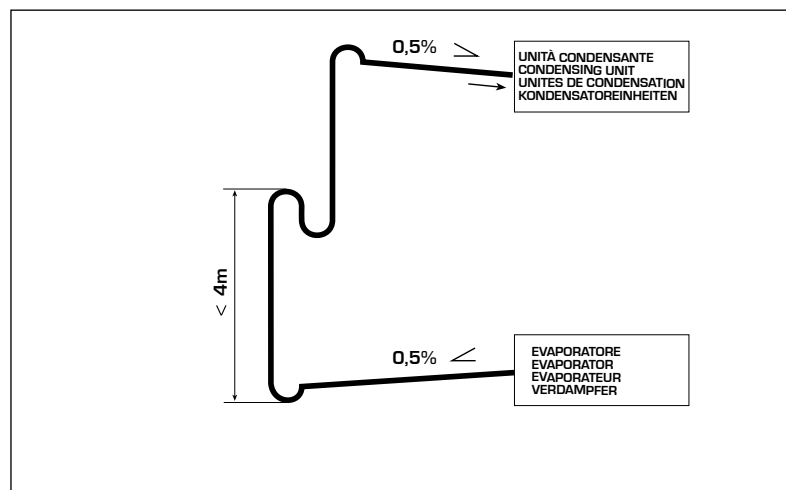 0,5%
UNITÀ CONDENSANTE
CONDENSING UNIT
UNITES DE CONDENSATION
KONDENSATOREINHEITEN
< 4m
0,5%
EVAPORATORE
EVAPORATOR
EVAPORATEUR
VERDAMPFER